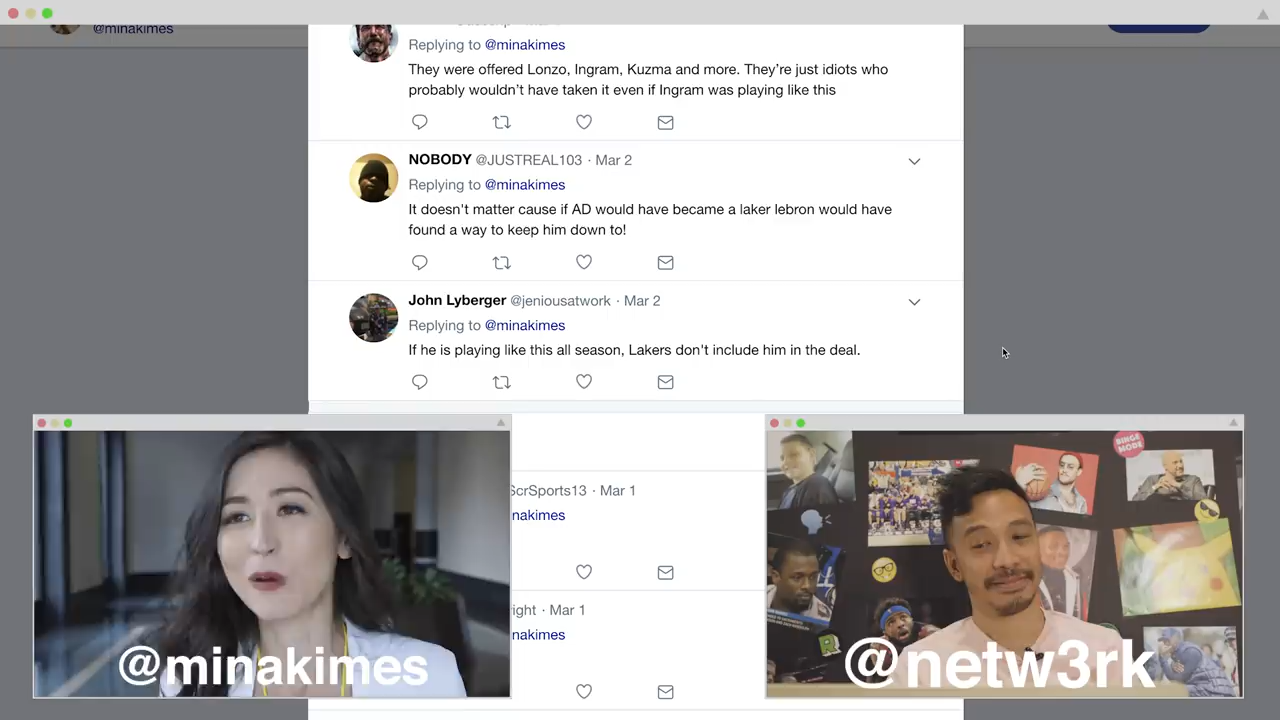 @minakimes
Replying to @minakimes
They were offered Lonzo, Ingram, Kuzma and more. They’re just idiots who
probably wouldn’t have taken it even if Ingram was playing like this
NOBODY @JUSTREAL103 · Mar 2
Replying to @minakimes
It doesn't matter cause if AD would have became a laker lebron would have
found a way to keep him down to!
John Lyberger @jeniousatwork · Mar 2
Replying to @minakimes
If he is playing like this all season, Lakers don't include him in the deal.
ScrSports13 · Mar 1
nakimes
ight · Mar 1
nakimes
@minakimes
BINGE
MODE
R
@netw3rk